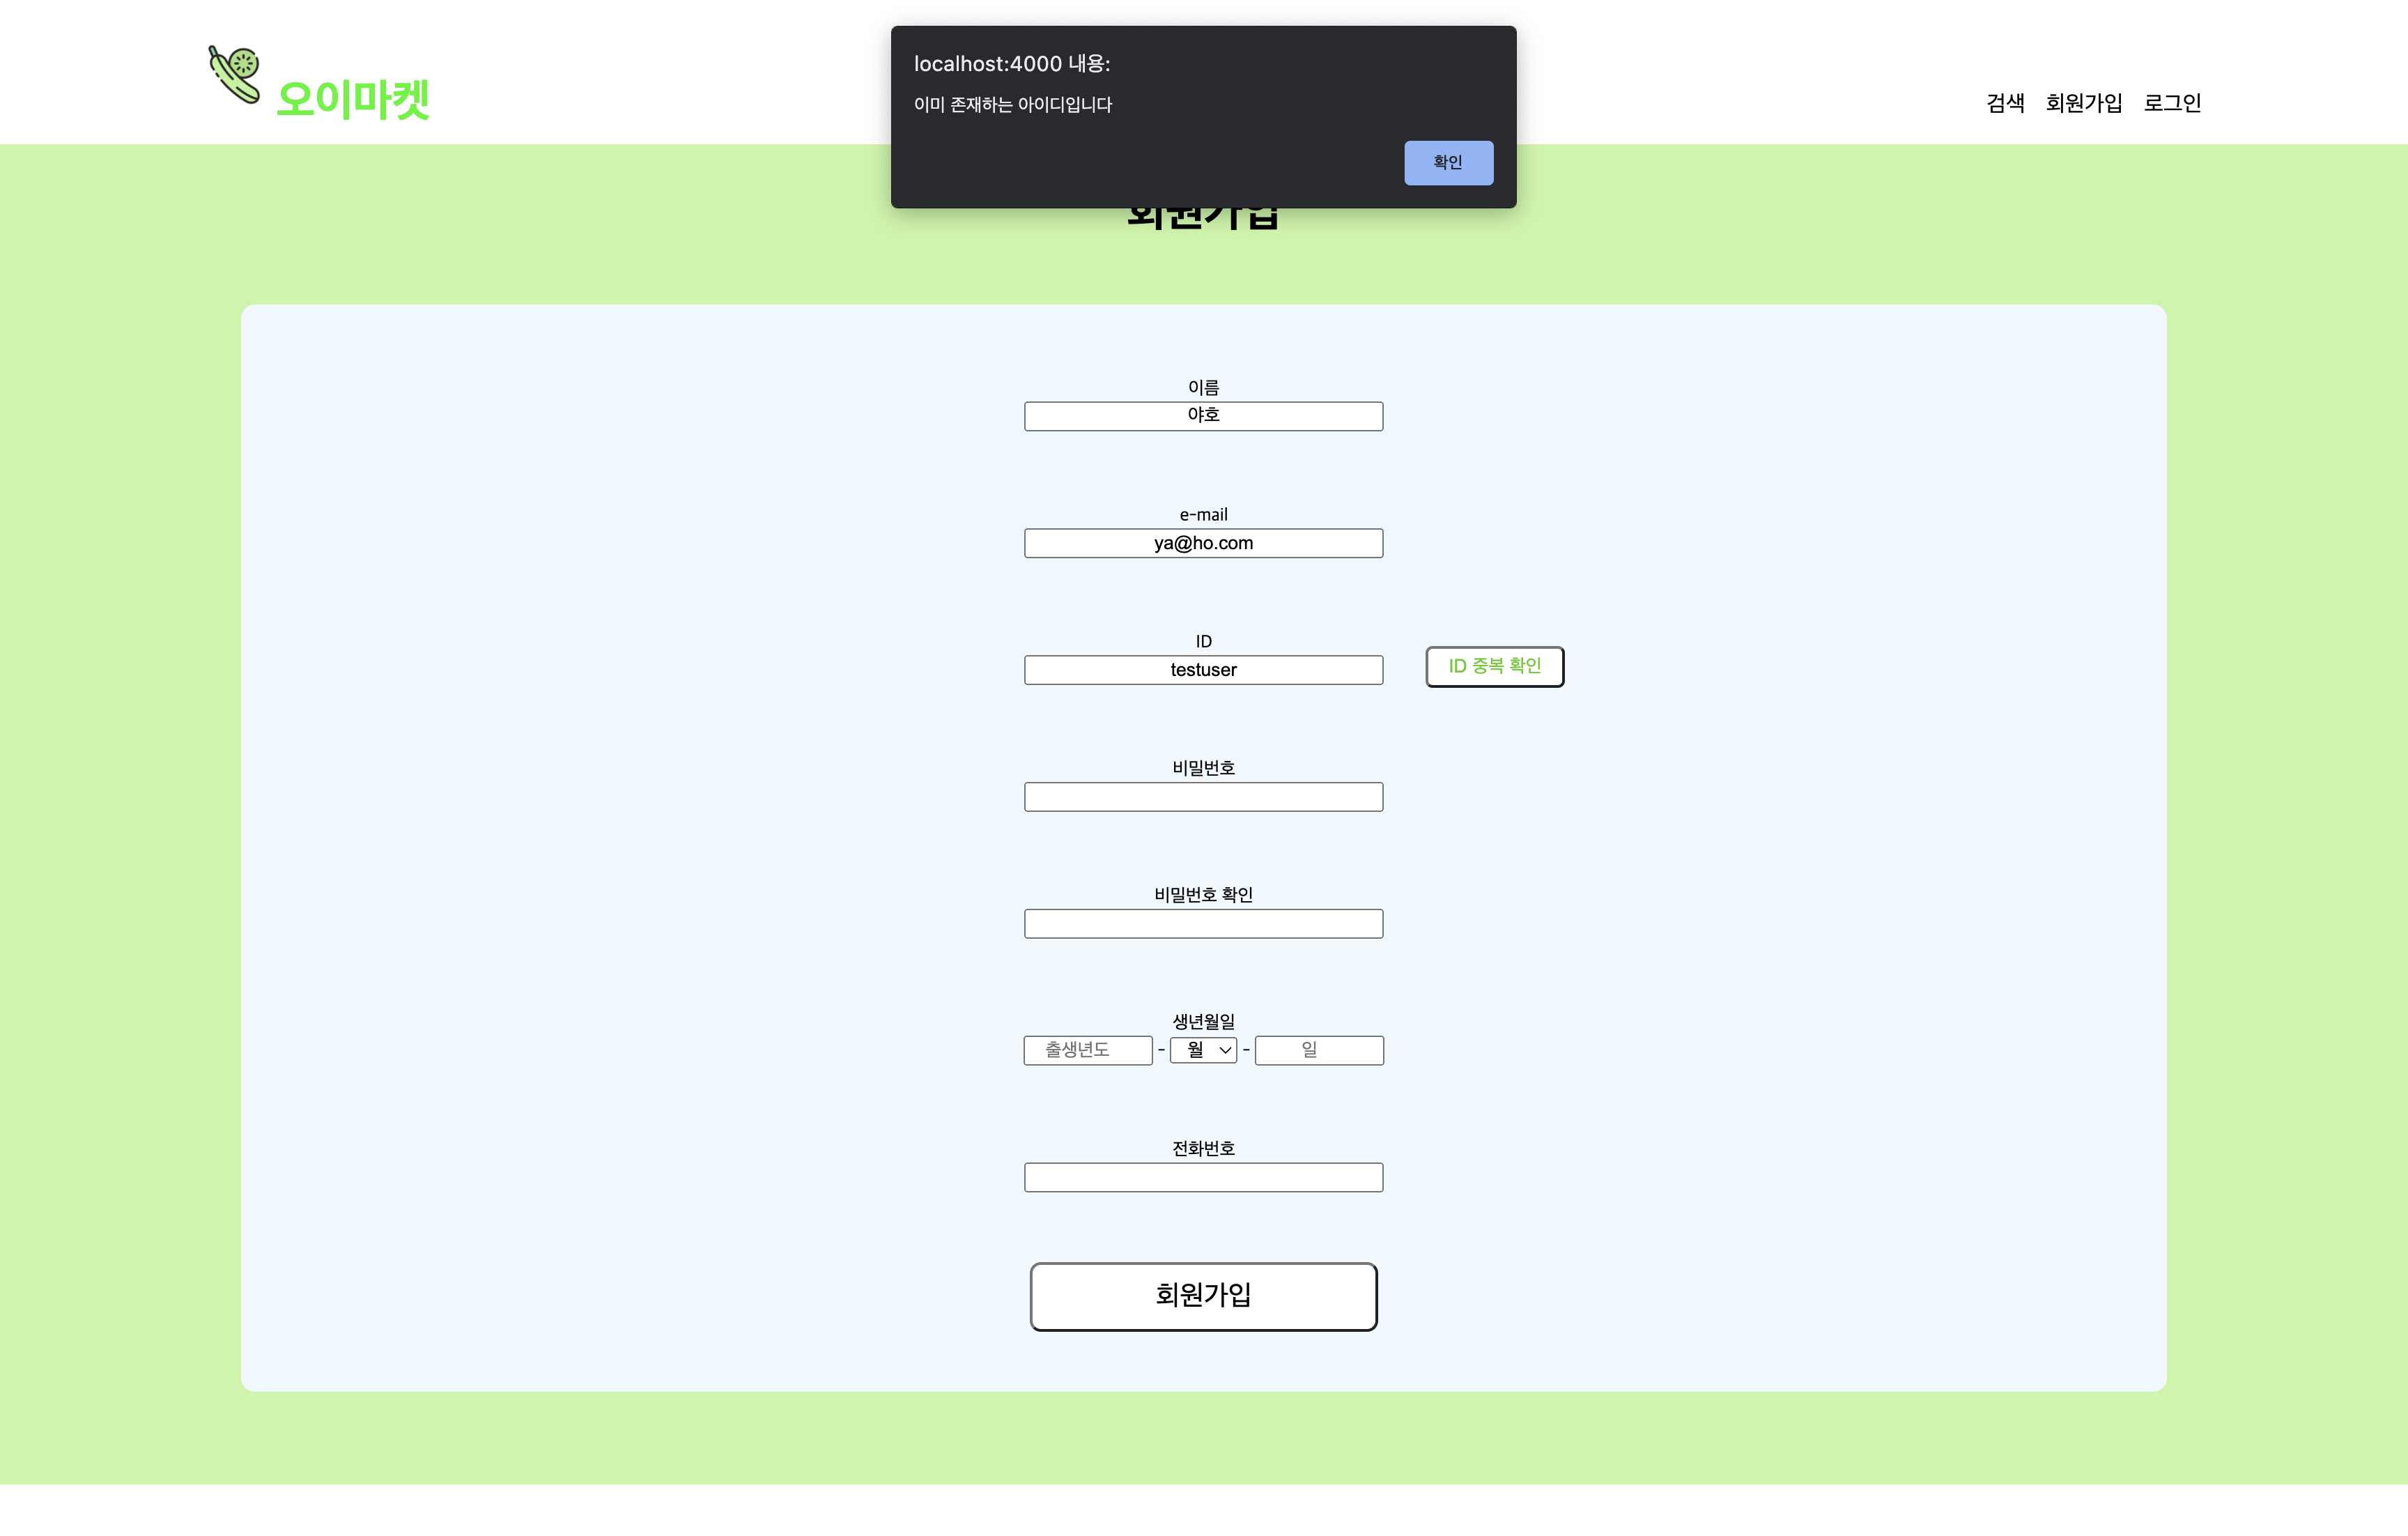 localhost:4000 내용:
이미 존재하는 아이디입니다
확인
오이마켓
검색 회원가입 로그인
회원가입
이름
야호
e-mail
ya@ho.com
ID
testuser
ID 중복 확인
비밀번호
비밀번호 확인
생년월일
출생년도 - 월 - 일
전화번호
회원가입